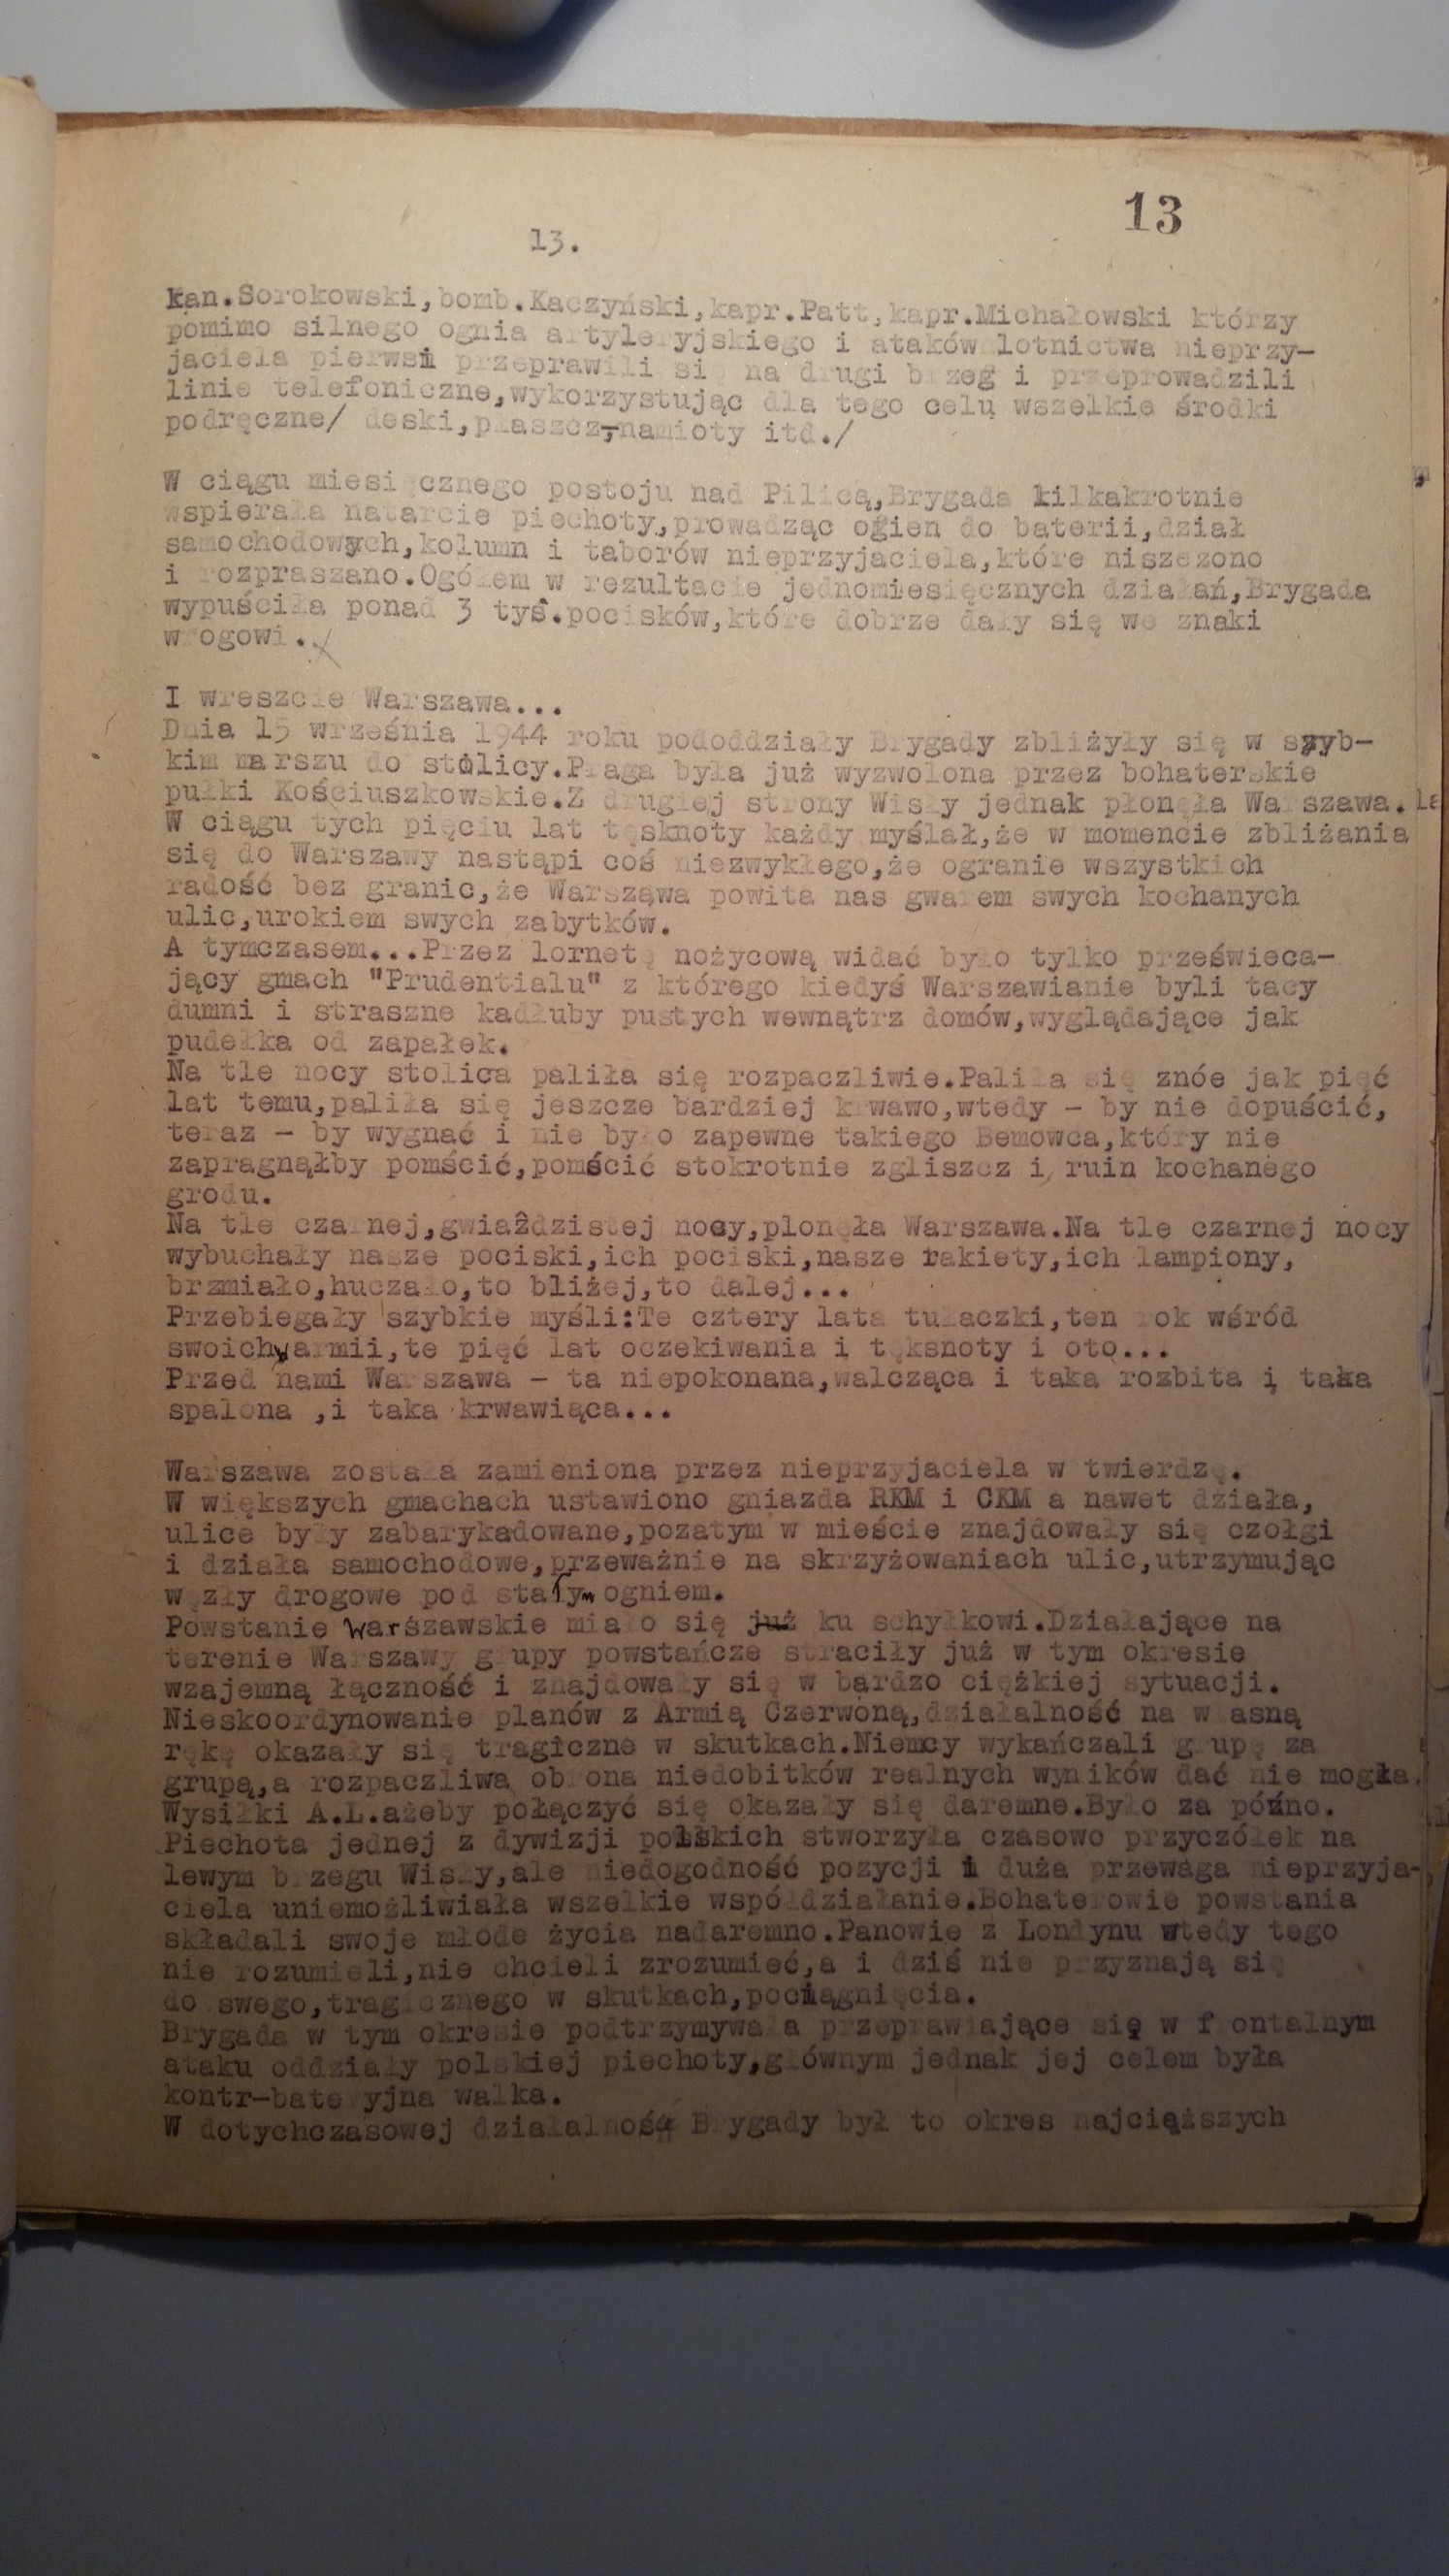 13
13.
kan.Sorokowski,bomb.Kaczyński,kapr.Patt,kapr.Michałowski którzy
pomimo silnego ognia artyleryjskiego i ataków lotnictwa nieprzy-
jaciela pierwsi przeprawili się na drugi brzeg i przeprowadzili
linie telefoniczne,wykorzystując dla tego celu wszelkie środki
podręczne/ deski,płaszcz,namioty itd./
W ciągu miesięcznego postoju nad Pilicą,Brygada kilkakrotnie
wspierała natarcie piechoty,prowadząc ogien do baterii,dział
samochodowych,kolumn i taborów nieprzyjaciela,które niszczono
i rozpraszano.Ogółem w rezultacie jednomiesięcznych działań,Brygada
wypuściła ponad 3 tyś.pocisków,które dobrze dały się we znaki
wrogowi.
I wreszcie Warszawa...
Dnia 15 września 1944 roku pododdziały Brygady zbliżyły się w szyb-
kim marszu do stolicy.Praga była już wyzwolona przez bohaterskie
pułki Kościuszkowskie.Z drugiej strony Wisły jednak płonęła Warszawa.
W ciągu tych pięciu lat tęsknoty każdy myślał,że w momencie zbliżania
się do Warszawy nastąpi coś niezwykłego,że ogranie wszystkich
radość bez granic,że Warszawa powita nas gwarem swych kochanych
ulic,urokiem swych zabytków.
A tymczasem...Przez lornetę nożycową widać było tylko prześwieca-
jący gmach "Prudentialu" z którego kiedyś Warszawianie byli tacy
dumni i straszne kadłuby pustych wewnątrz domów,wyglądające jak
pudełka od zapałek.
Na tle nocy stolica paliła się rozpaczliwie.Paliła się znóe jak pięć
lat temu,paliła się jeszcze bardziej krwawo,wtedy - by nie dopuścić,
teraz - by wygnać i nie było zapewne takiego Bemowca,który nie
zapragnąłby pomścić,pomścić stokrotnie zgliszcz i ruin kochanego
grodu.
Na tle czarnej,gwiaździstej nocy,płonęła Warszawa.Na tle czarnej nocy
wybuchały nasze pociski,ich pociski,nasze rakiety,ich lampiony,
brzmiało,huczało,to bliżej,to dalej...
Przebiegały szybkie myśli:Te cztery lata tułaczki,ten rok wśród
swoich w armii,te pięć lat oczekiwania i tęksnoty i oto...
Przed nami Warszawa - ta niepokonana,walcząca i taka rozbita i taka
spalona ,i taka krwawiąca...
Warszawa została zamieniona przez nieprzyjaciela w twierdzę.
W większych gmachach ustawiono gniazda RKM i CKM a nawet działa,
ulice były zabarykadowane,pozatym w mieście znajdowały się czołgi
i działa samochodowe,przeważnie na skrzyżowaniach ulic,utrzymując
węzły drogowe pod stałym ogniem.
Powstanie Warszawskie miało się już ku schyłkowi.Działające na
terenie Warszawy grupy powstańcze straciły już w tym okresie
wzajemną łączność i znajdowały się w bardzo ciężkiej sytuacji.
Nieskoordynowanie planów z Armią Czerwoną,działalność na własną
rękę okazały się tragiczne w skutkach.Niemcy wykańczali grupę za
grupą,a rozpaczliwa obrona niedobitków realnych wyników dać nie mogła.
Wysiłki A.L.ażeby połączyć się okazały się daremne.Było za późno.
Piechota jednej z dywizji polskich stworzyła czasowo przyczółek na
lewym brzegu Wisły,ale niedogodność pozycji i duża przewaga nieprzyja-
ciela uniemożliwiała wszelkie współdziałanie.Bohaterowie powstania
składali swoje młode życia nadaremno.Panowie z Londynu wtedy tego
nie rozumieli,nie chcieli zrozumieć,a i dziś nie przyznają się
do swego,tragicznego w skutkach,pociągnięcia.
Brygada w tym okresie podtrzymywała przeprawiające się w frontalnym
ataku oddziały polskiej piechoty,głównym jednak jej celem była
kontr-bateryjna walka.
W dotychczasowej działalność Brygady był to okres najcięższych